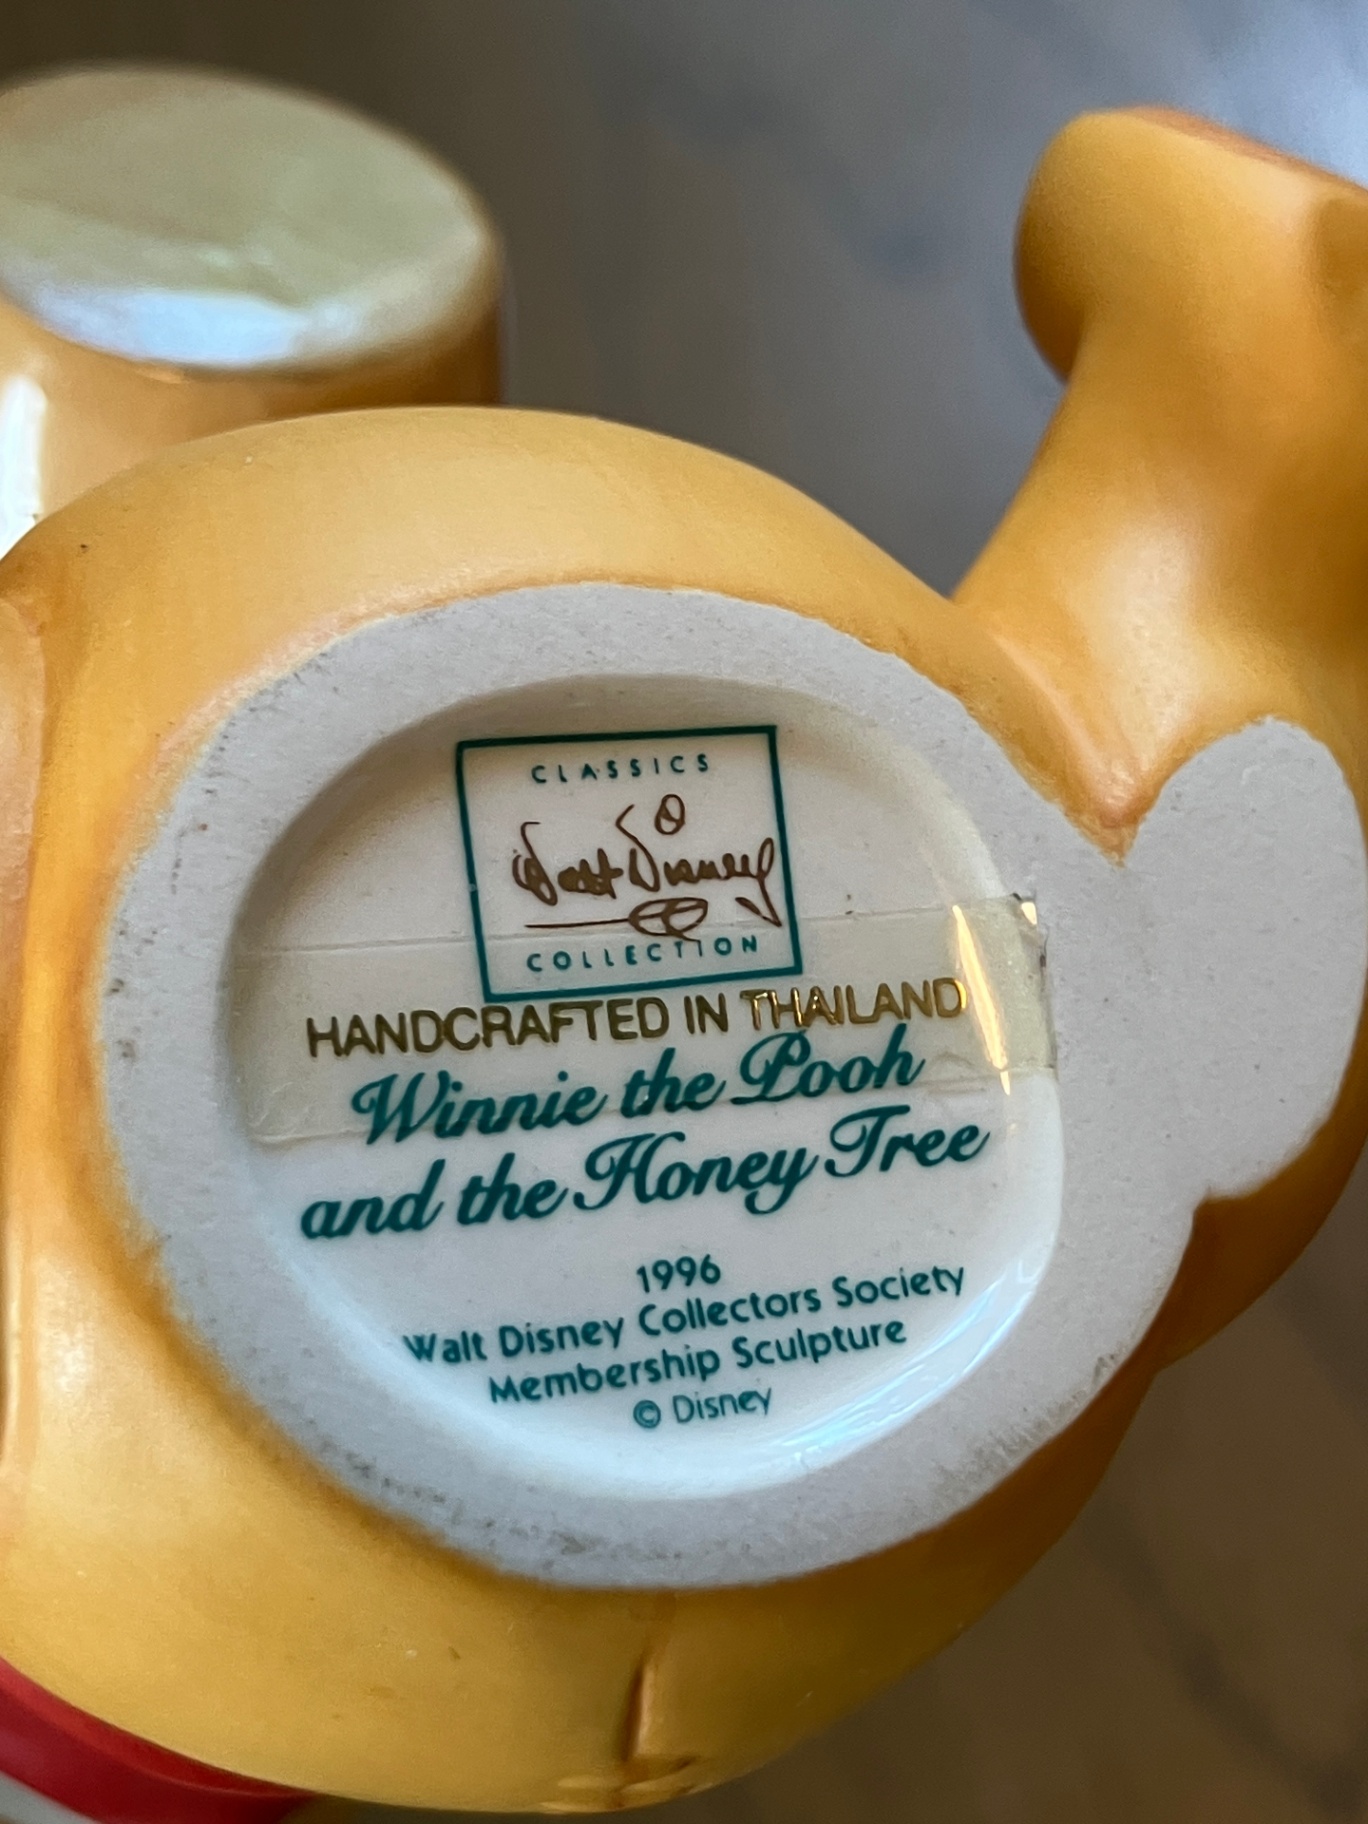 CLASSICS
Walt Disney
COLLECTION
HANDCRAFTED IN THAILAND
Winnie the Pooh
and the Honey Tree
1996
Walt Disney Collectors Society
Membership Sculpture
© Disney